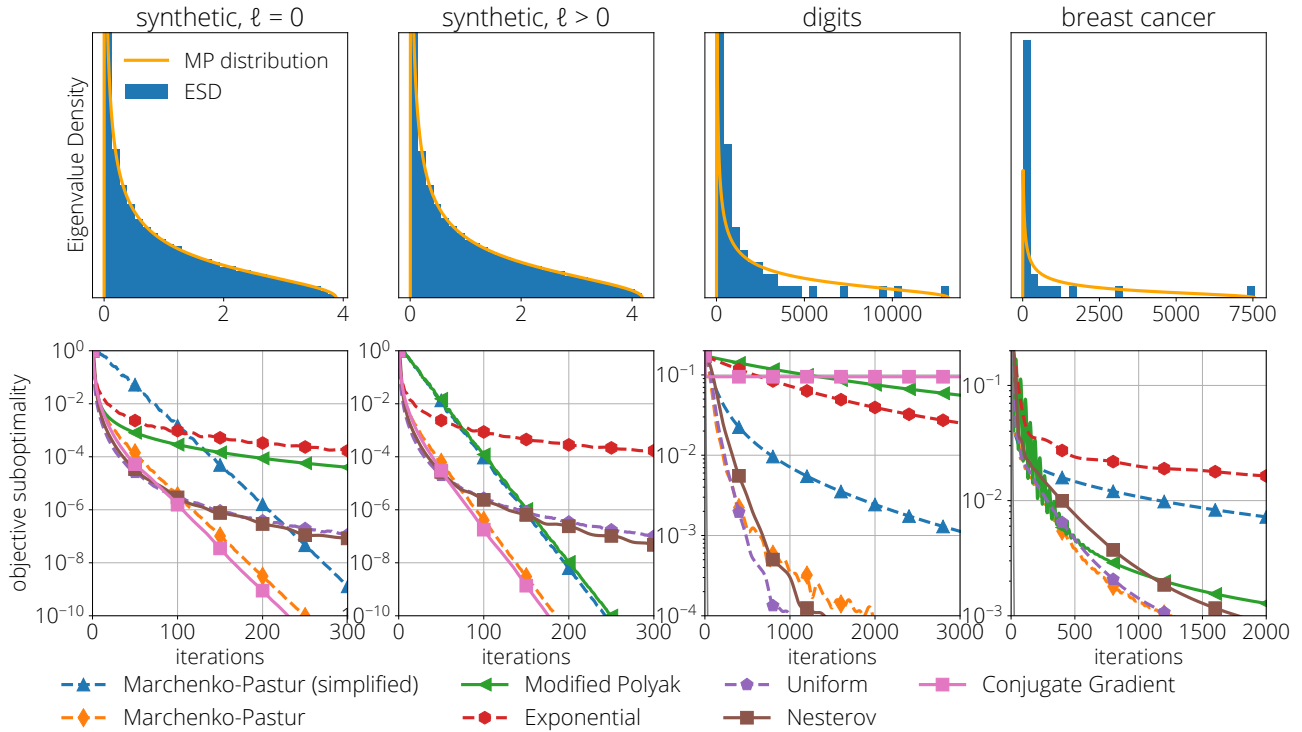 synthetic, ℓ = 0
synthetic, ℓ > 0
digits
breast cancer
Eigenvalue Density
MP distribution
ESD
0 2 4
0 2 4
0 5000 10000
0 2500 5000 7500
objective suboptimality
10⁰
10⁻²
10⁻⁴
10⁻⁶
10⁻⁸
10⁻¹⁰
0 100 200 300
iterations
10⁰
10⁻²
10⁻⁴
10⁻⁶
10⁻⁸
10⁻¹⁰
0 100 200 300
iterations
10⁻¹
10⁻²
10⁻³
10⁻⁴
0 1000 2000 3000
iterations
10⁻¹
10⁻²
10⁻³
0 500 1000 1500 2000
iterations
Marchenko-Pastur (simplified)
Marchenko-Pastur
Modified Polyak
Exponential
Uniform
Nesterov
Conjugate Gradient